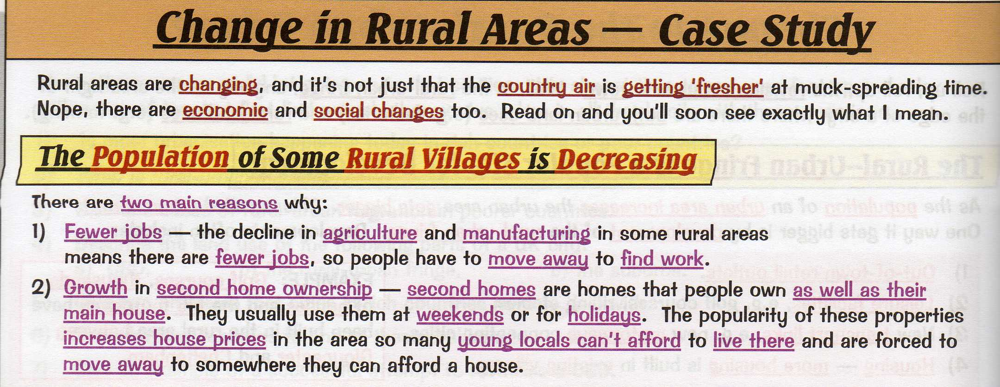 Change in Rural Areas — Case Study
Rural areas are changing, and it's not just that the country air is getting 'fresher' at muck-spreading time.
Nope, there are economic and social changes too. Read on and you'll soon see exactly what I mean.
The Population of Some Rural Villages is Decreasing
There are two main reasons why:
1) Fewer jobs — the decline in agriculture and manufacturing in some rural areas
means there are fewer jobs, so people have to move away to find work.
2) Growth in second home ownership — second homes are homes that people own as well as their
main house. They usually use them at weekends or for holidays. The popularity of these properties
increases house prices in the area so many young locals can't afford to live there and are forced to
move away to somewhere they can afford a house.